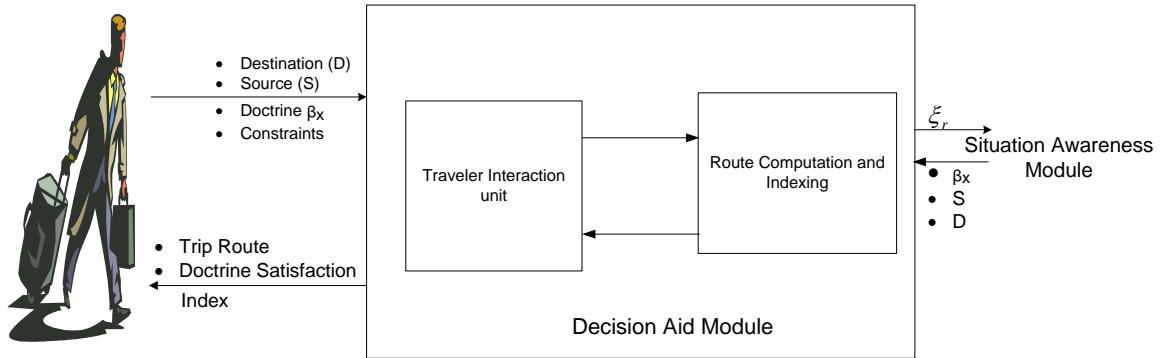 • Destination (D)
• Source (S)
• Doctrine βx
• Constraints
Traveler Interaction
unit
Route Computation and
Indexing
ξr
Situation Awareness
Module
• βx
• S
• D
• Trip Route
• Doctrine Satisfaction
Index
Decision Aid Module